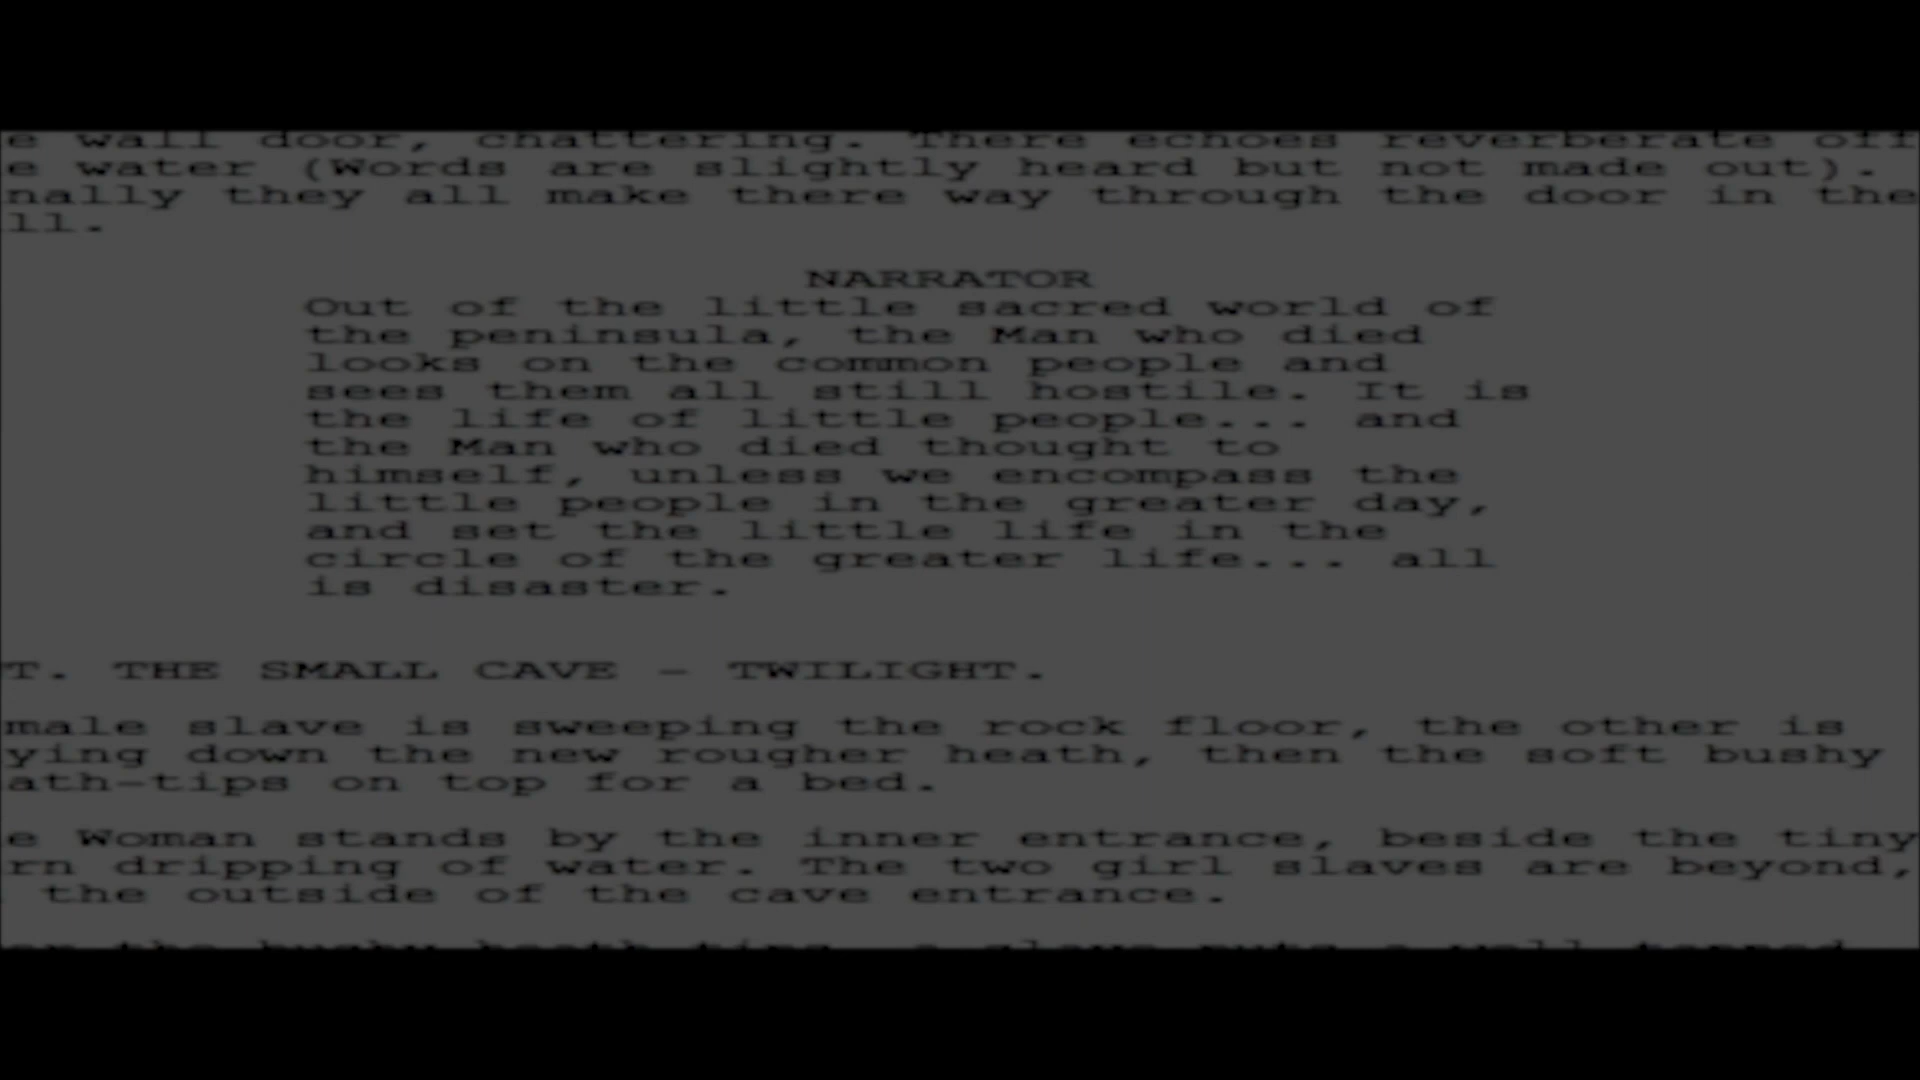 e wall door, chattering. There echoes reverberate off
e water (Words are slightly heard but not made out).
nally they all make there way through the door in the
ll.
NARRATOR
Out of the little sacred world of
the peninsula, the Man who died
looks on the common people and
sees them all still hostile. It is
the life of little people... and
the Man who died thought to
himself, unless we encompass the
little people in the greater day,
and set the little life in the
circle of the greater life... all
is disaster.
T. THE SMALL CAVE - TWILIGHT.
male slave is sweeping the rock floor, the other is
ying down the new rougher heath, then the soft bushy
ath-tips on top for a bed.
e Woman stands by the inner entrance, beside the tiny
rn dripping of water. The two girl slaves are beyond,
the outside of the cave entrance.
the bushy heath tips, a slave puts a well